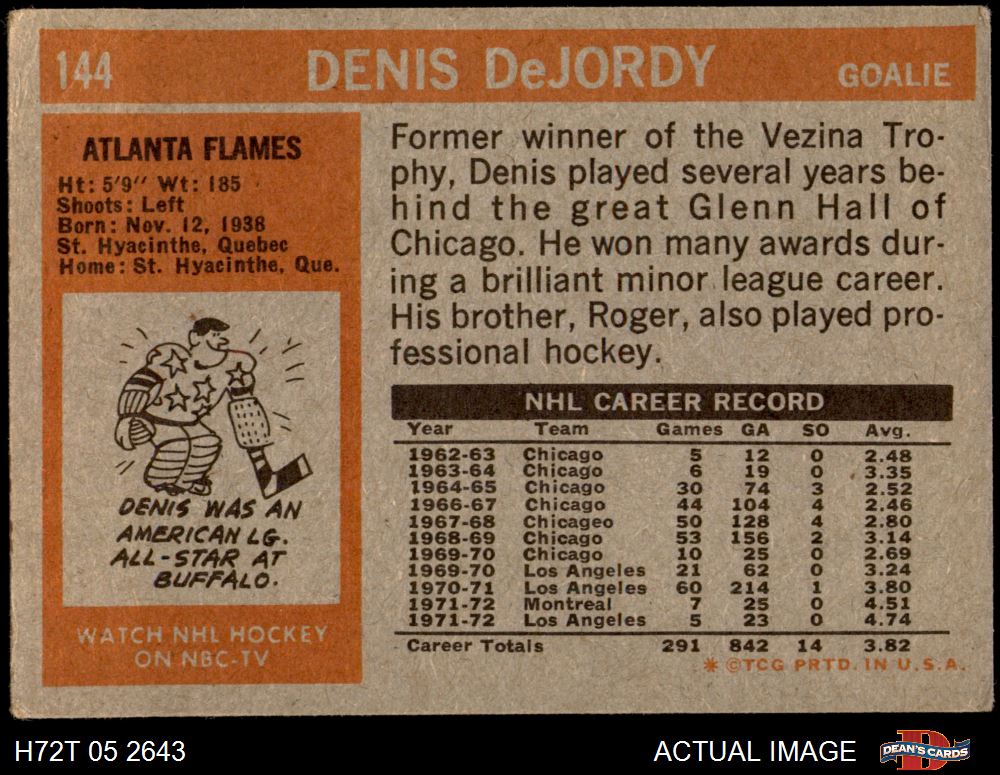 144 DENIS DeJORDY GOALIE
ATLANTA FLAMES
Ht: 5'9" Wt: 185
Shoots: Left
Born: Nov. 12, 1938
St. Hyacinthe, Quebec
Home: St. Hyacinthe, Que.
DENIS WAS AN
AMERICAN LG.
ALL-STAR AT
BUFFALO.
WATCH NHL HOCKEY
ON NBC-TV
Former winner of the Vezina Tro-
phy, Denis played several years be-
hind the great Glenn Hall of
Chicago. He won many awards dur-
ing a brilliant minor league career.
His brother, Roger, also played pro-
fessional hockey.
NHL CAREER RECORD
Year Team Games GA SO Avg.
1962-63 Chicago 5 12 0 2.48
1963-64 Chicago 6 19 0 3.35
1964-65 Chicago 30 74 3 2.52
1966-67 Chicago 44 104 4 2.46
1967-68 Chicageo 50 128 4 2.80
1968-69 Chicago 53 156 2 3.14
1969-70 Chicago 10 25 0 2.69
1969-70 Los Angeles 21 62 0 3.24
1970-71 Los Angeles 60 214 1 3.80
1971-72 Montreal 7 25 0 4.51
1971-72 Los Angeles 5 23 0 4.74
Career Totals 291 842 14 3.82
* ©TCG PRTD. IN U.S.A.
H72T 05 2643 ACTUAL IMAGE DEAN'S CARDS